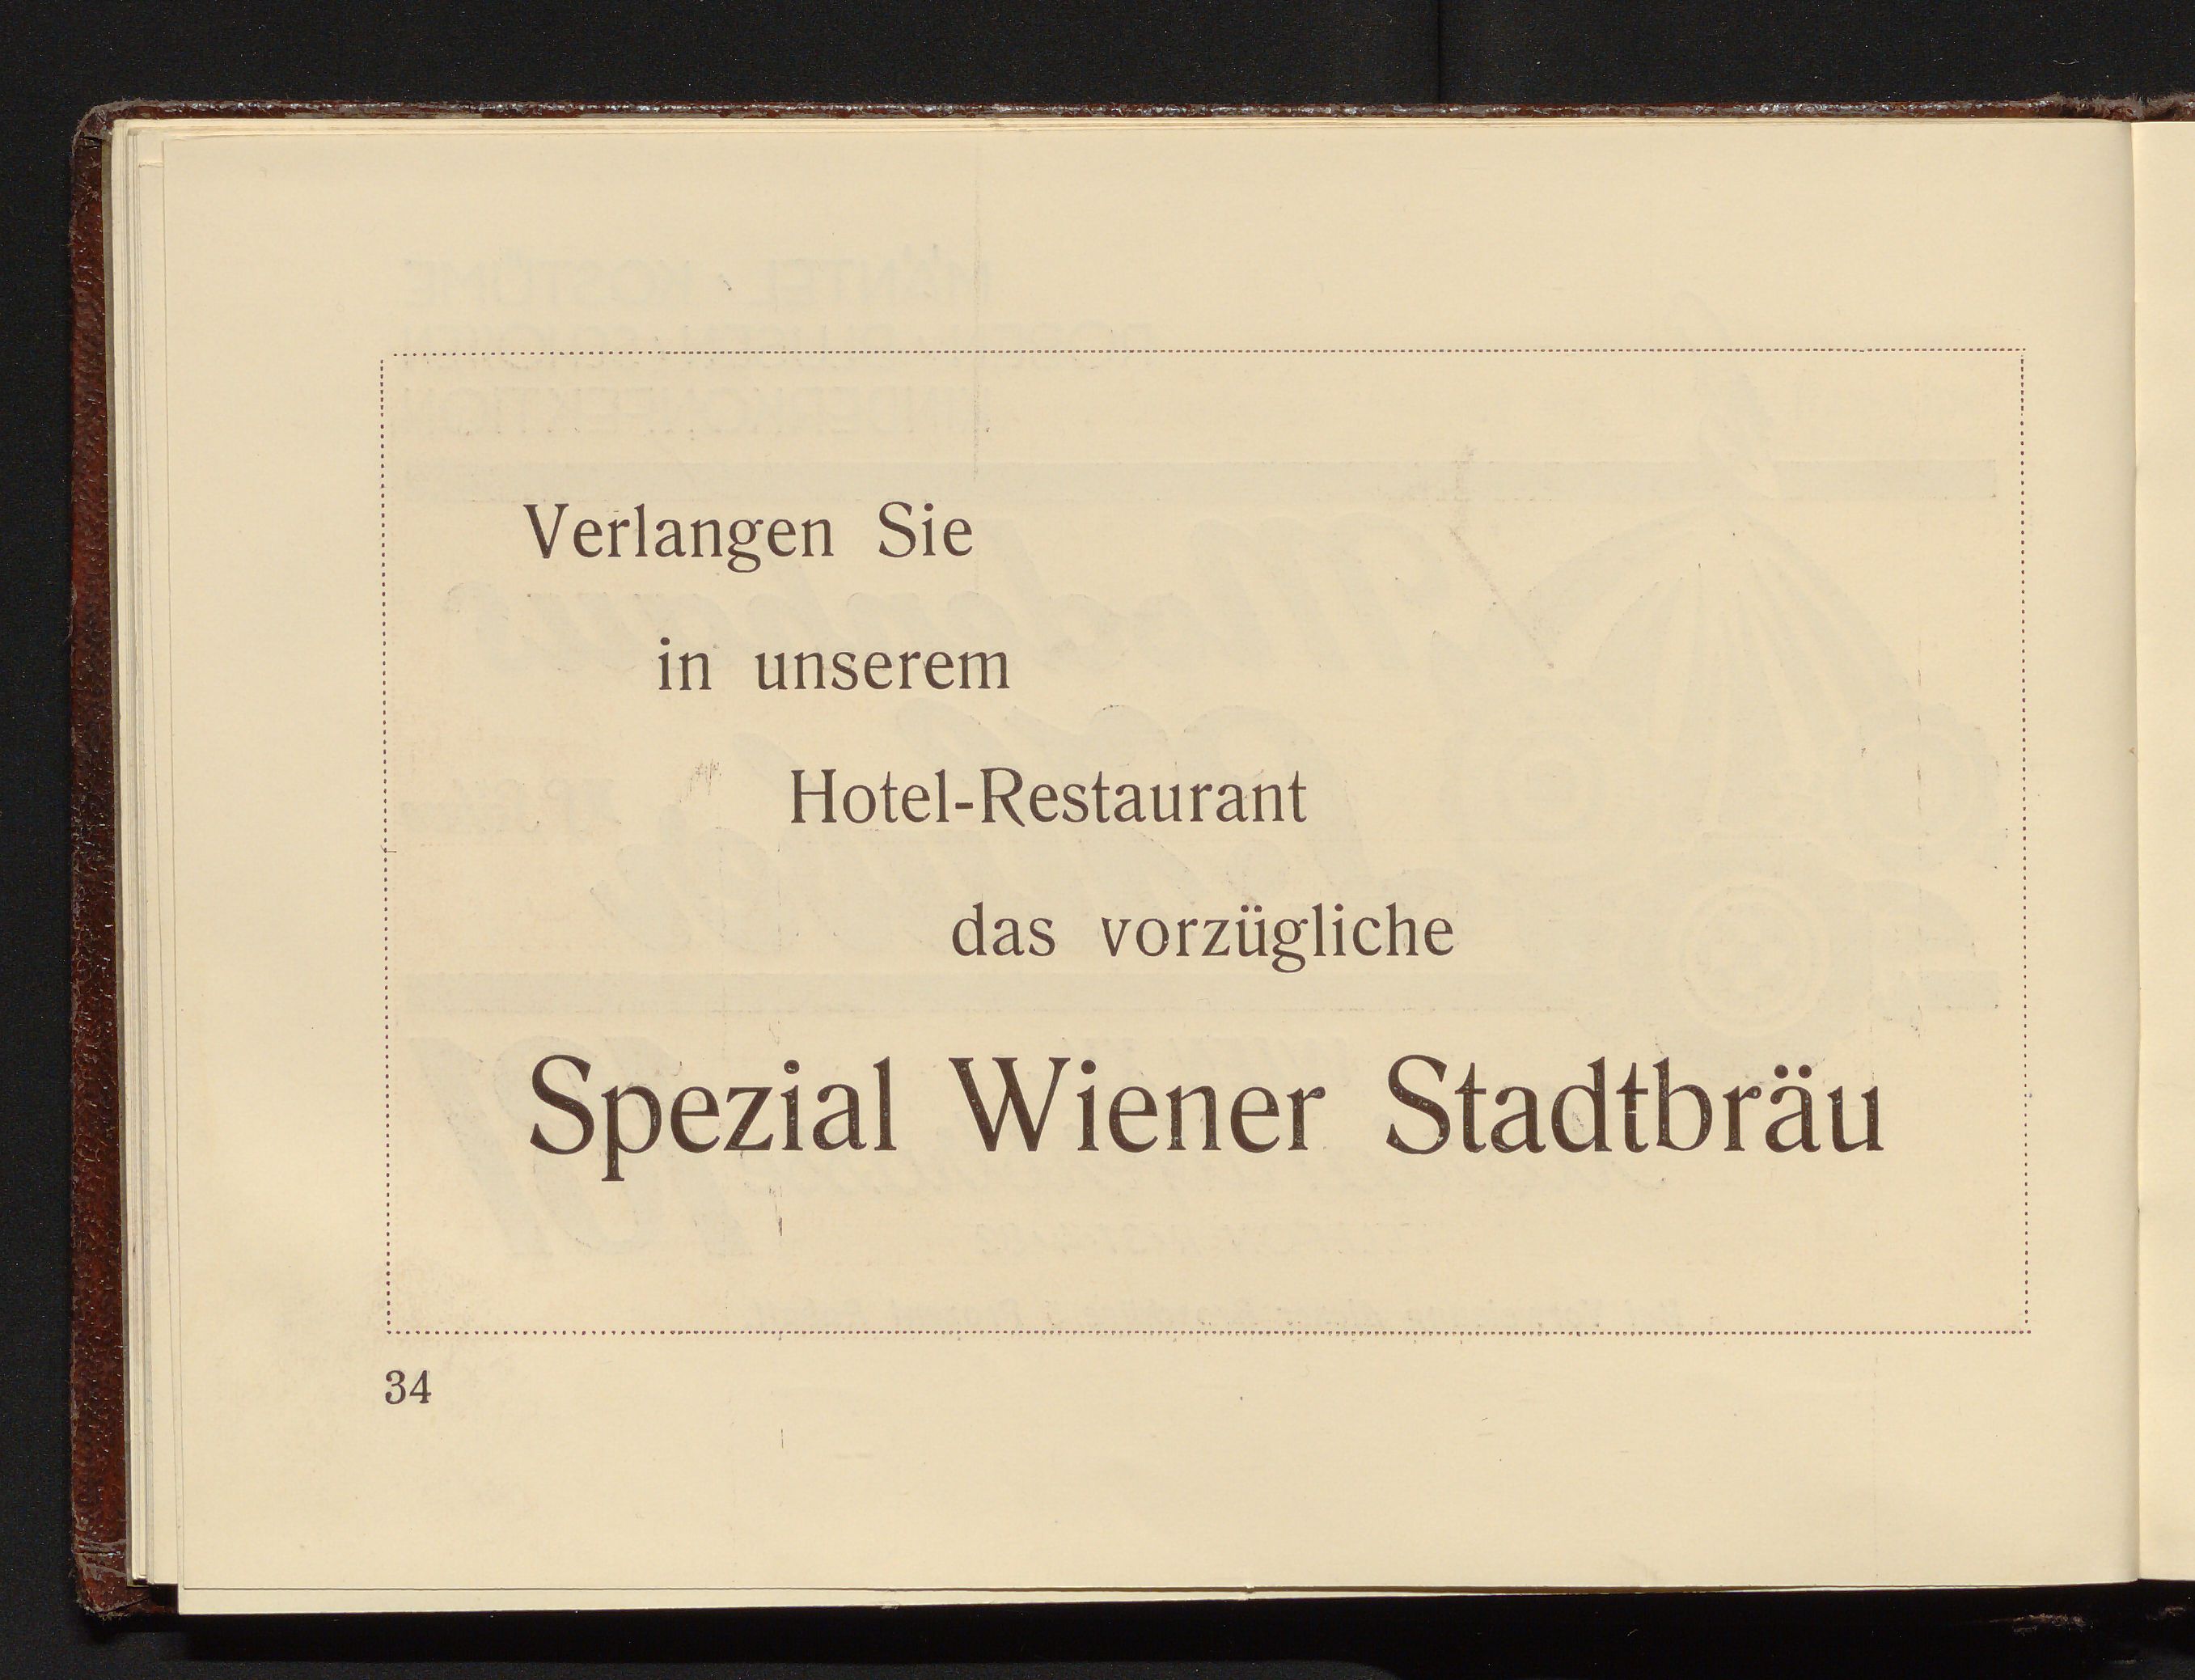 Verlangen Sie
in unserem
Hotel-Restaurant
das vorzügliche
Spezial Wiener Stadtbräu
34